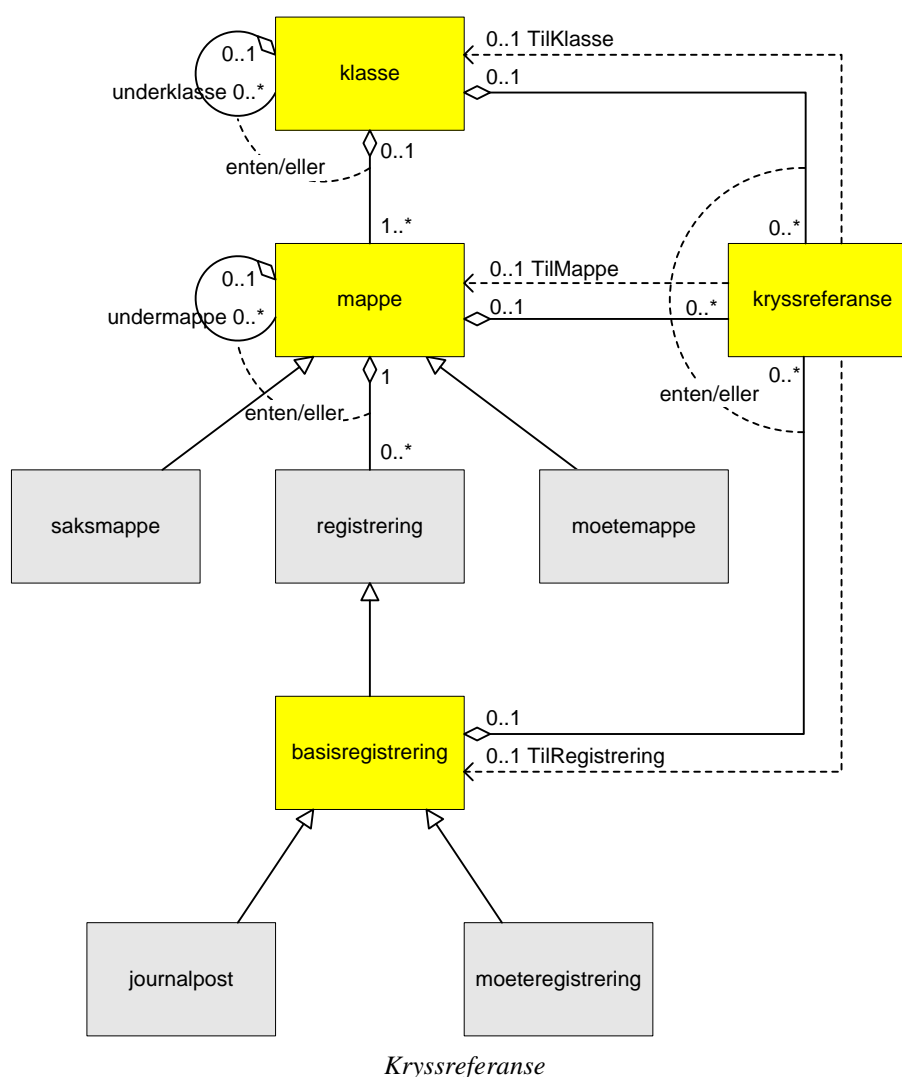 0..1 TilKlasse
0..1
klasse
0..1
underklasse 0..*
0..1
enten/eller
1..*
0..*
0..1
0..1 TilMappe
mappe
kryssreferanse
0..1
0..*
undermappe 0..*
1
0..*
enten/eller
enten/eller
0..*
saksmappe
registrering
moetemappe
0..1
basisregistrering
0..1 TilRegistrering
journalpost
moeteregistrering
Kryssreferanse